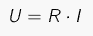 U = R · I